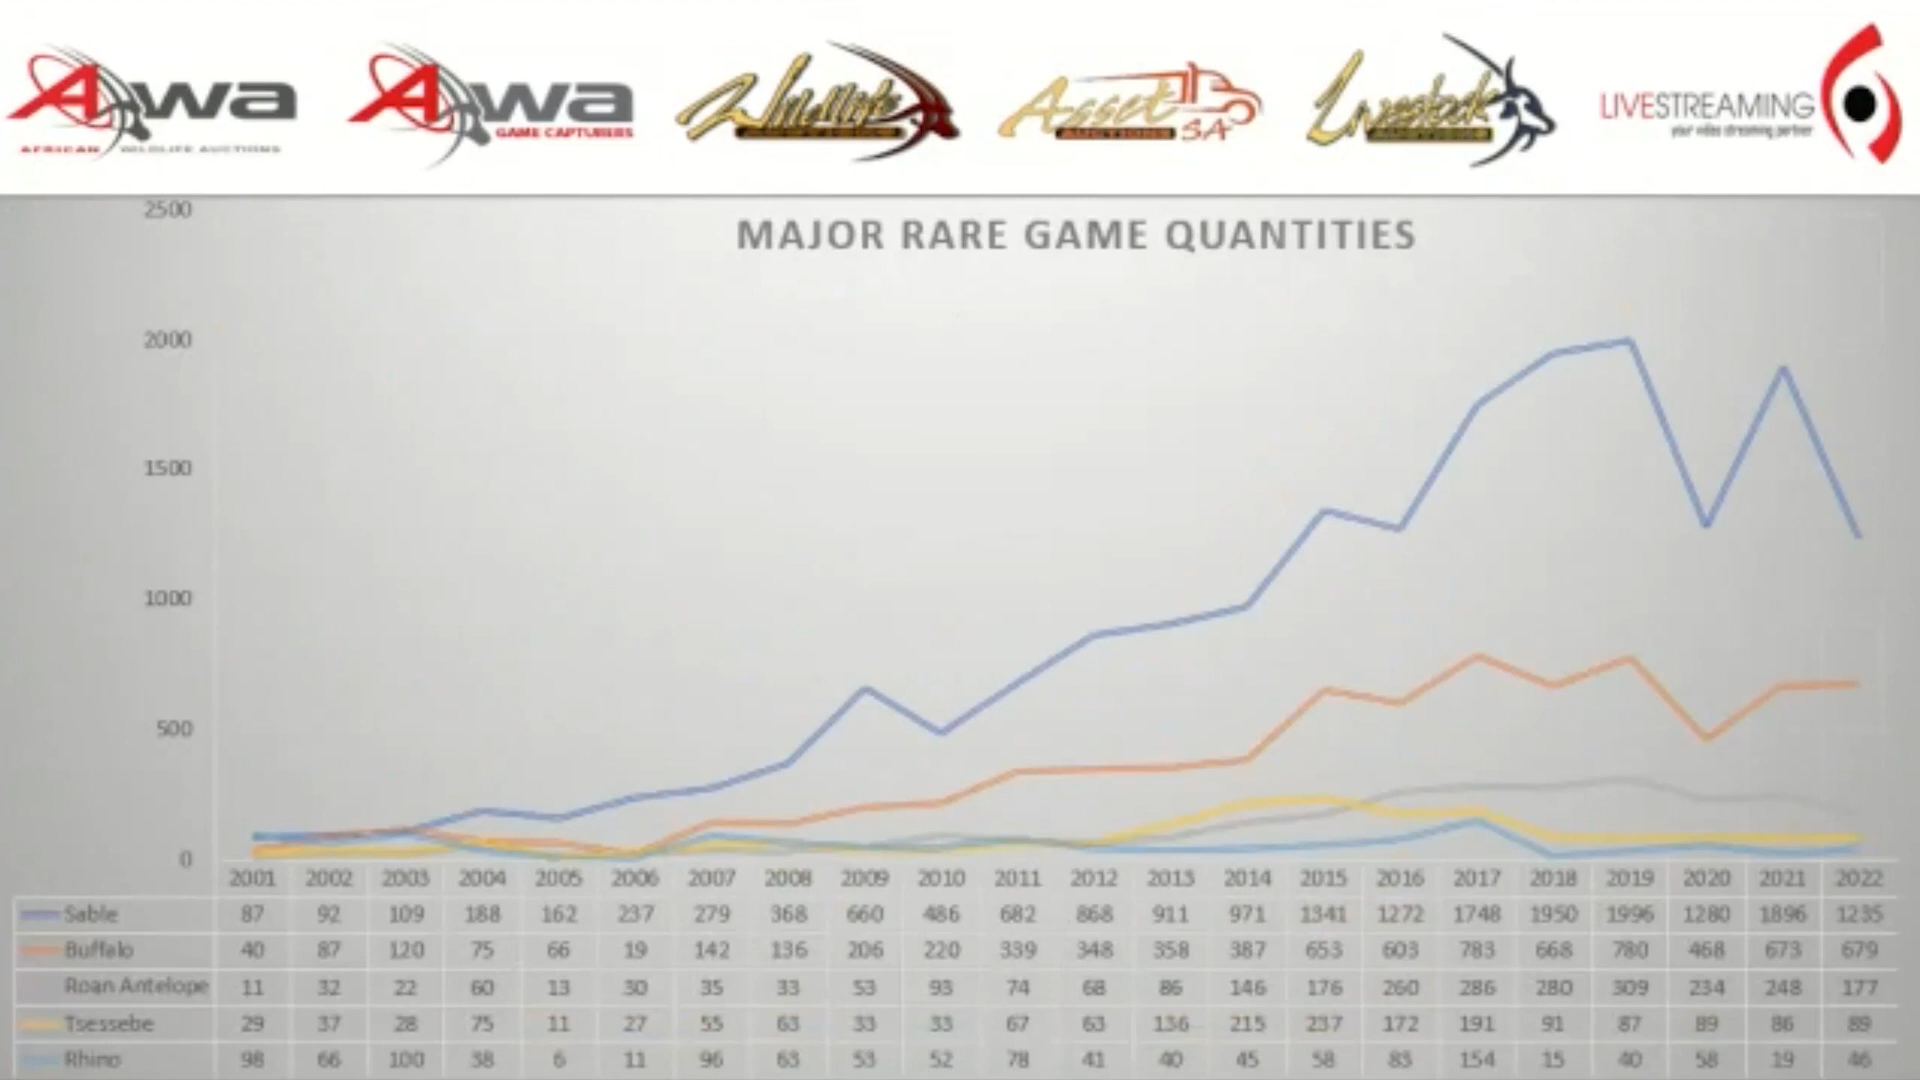 Awa Awa Wildlife Asset Livestock LIVESTREAMING
AFRICAN WILDLIFE AUCTIONS GAME CAPTURERS AUCTIONS SA your video streaming partner
MAJOR RARE GAME QUANTITIES
2500
2000
1500
1000
500
0
2001 2002 2003 2004 2005 2006 2007 2008 2009 2010 2011 2012 2013 2014 2015 2016 2017 2018 2019 2020 2021 2022
Sable 87 92 109 188 162 237 279 368 660 486 682 868 911 971 1341 1272 1748 1950 1996 1280 1896 1235
Buffalo 40 87 120 75 66 19 142 136 206 220 339 348 358 387 653 603 783 668 780 468 673 679
Roan Antelope 11 32 22 60 13 30 35 33 53 93 74 68 86 146 176 260 286 280 309 234 248 177
Tsessebe 29 37 28 75 11 27 55 63 33 33 67 63 136 215 237 172 191 91 87 89 86 89
Rhino 98 66 100 38 6 11 96 63 53 52 78 41 40 45 58 83 154 15 40 58 19 46